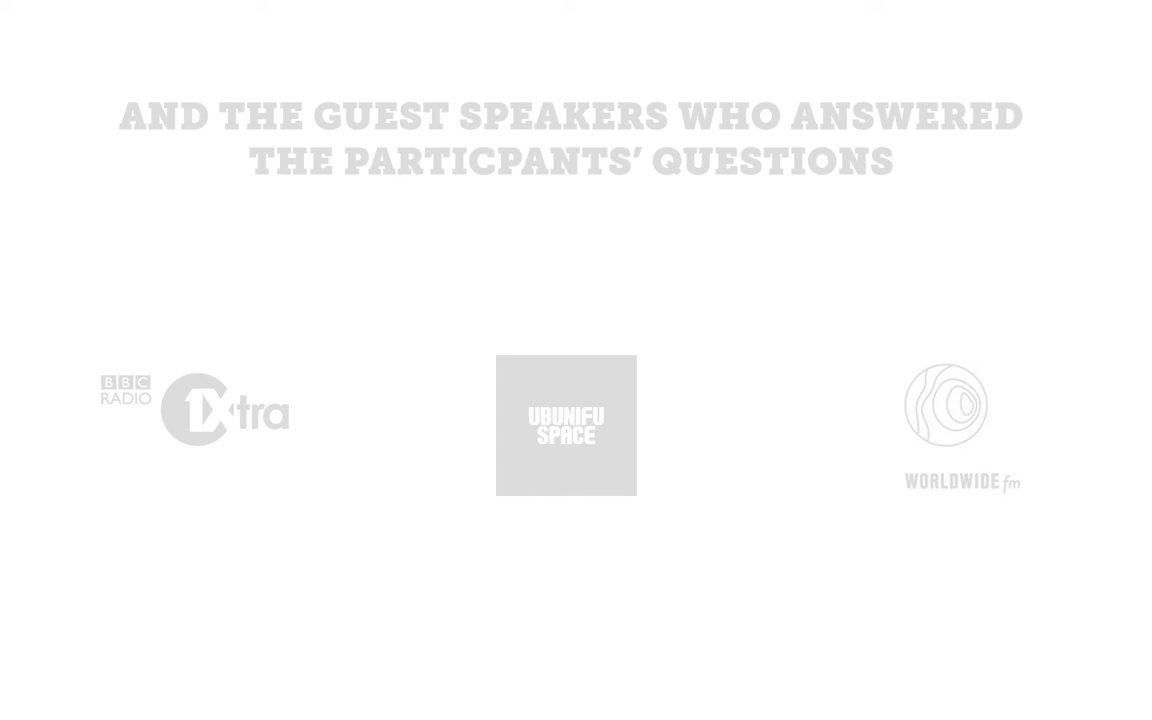 AND THE GUEST SPEAKERS WHO ANSWERED
THE PARTICPANTS’ QUESTIONS
BBC
RADIO
1Xtra
UBUNIFU
SPACE
WORLDWIDE fm